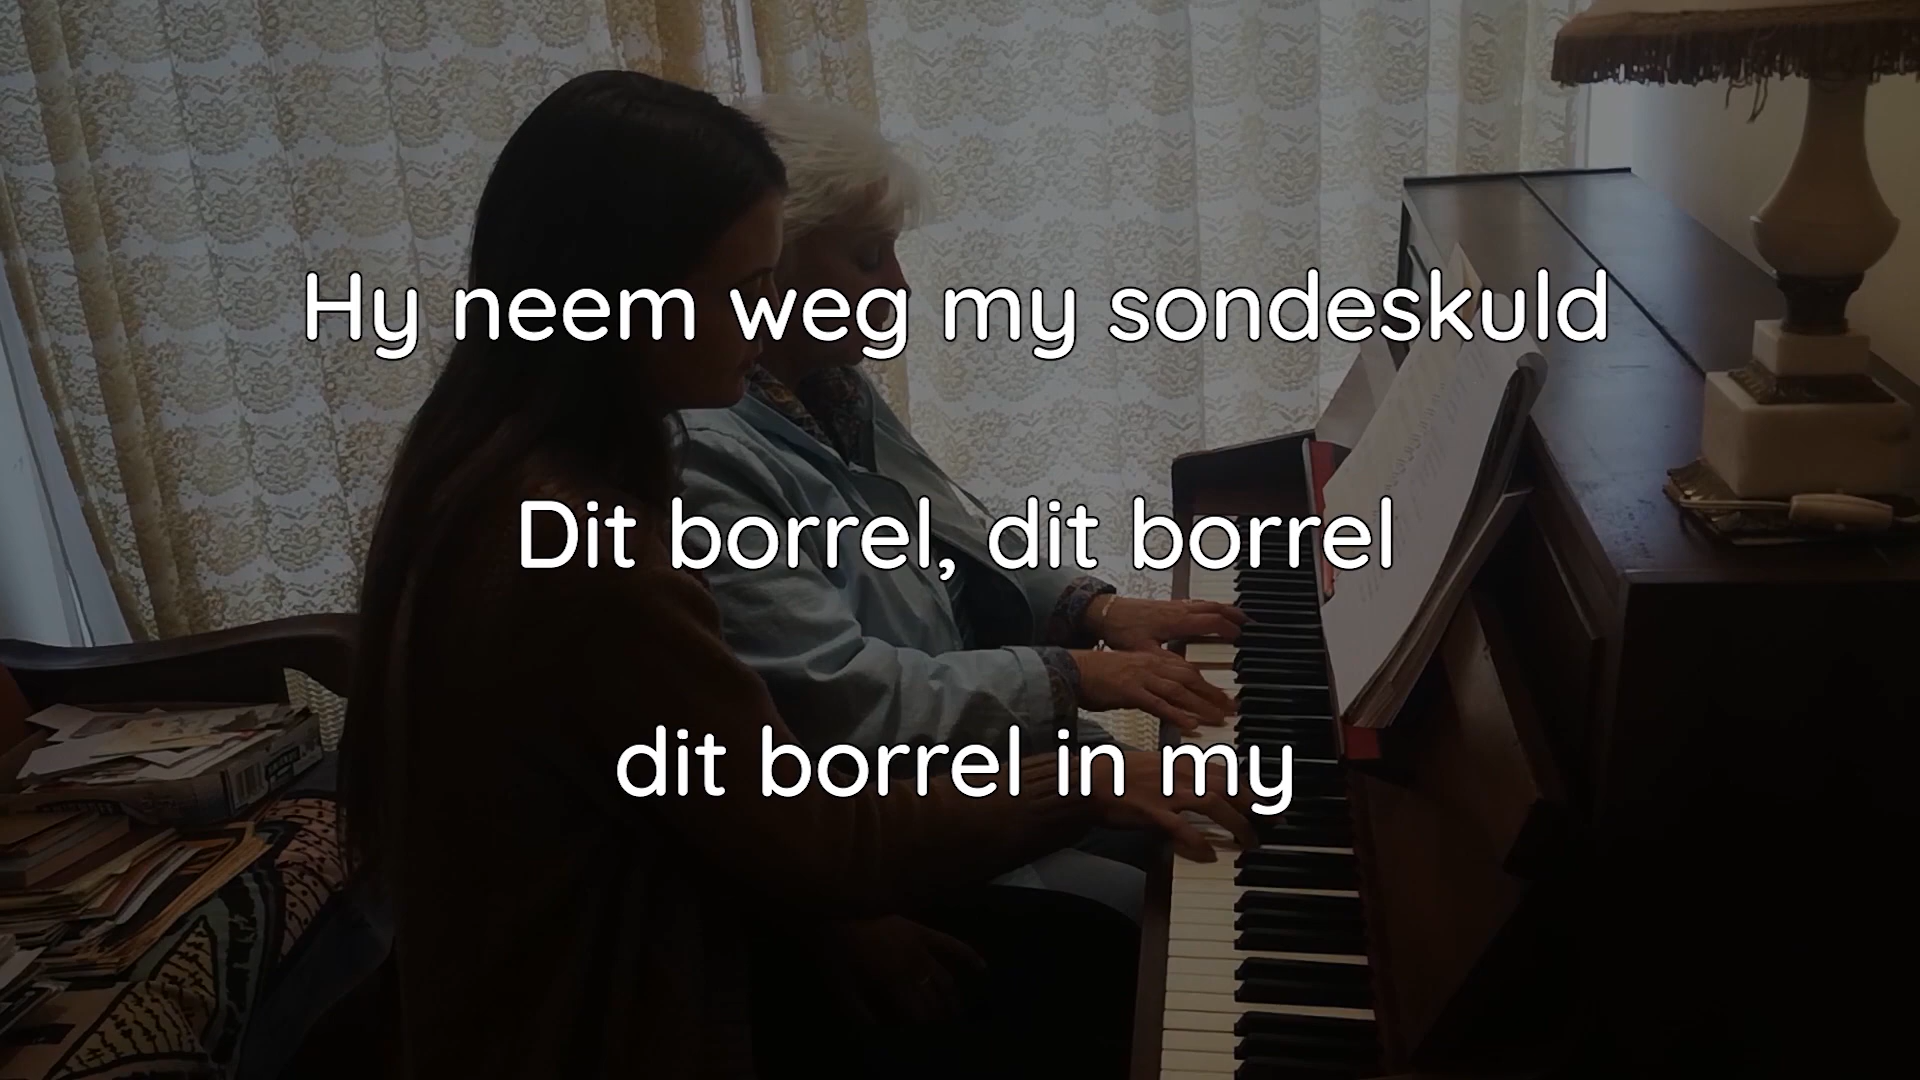 Hy neem weg my sondeskuld
Dit borrel, dit borrel
dit borrel in my